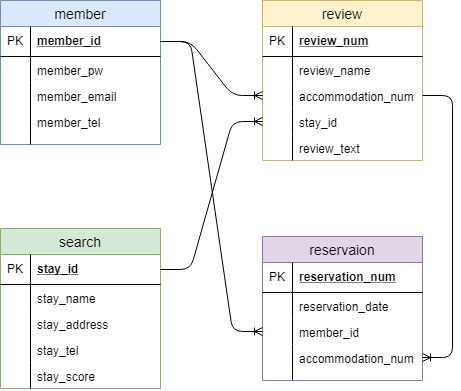 member
PK member_id
member_pw
member_email
member_tel
review
PK review_num
review_name
accommodation_num
stay_id
review_text
search
PK stay_id
stay_name
stay_address
stay_tel
stay_score
reservaion
PK reservation_num
reservation_date
member_id
accommodation_num